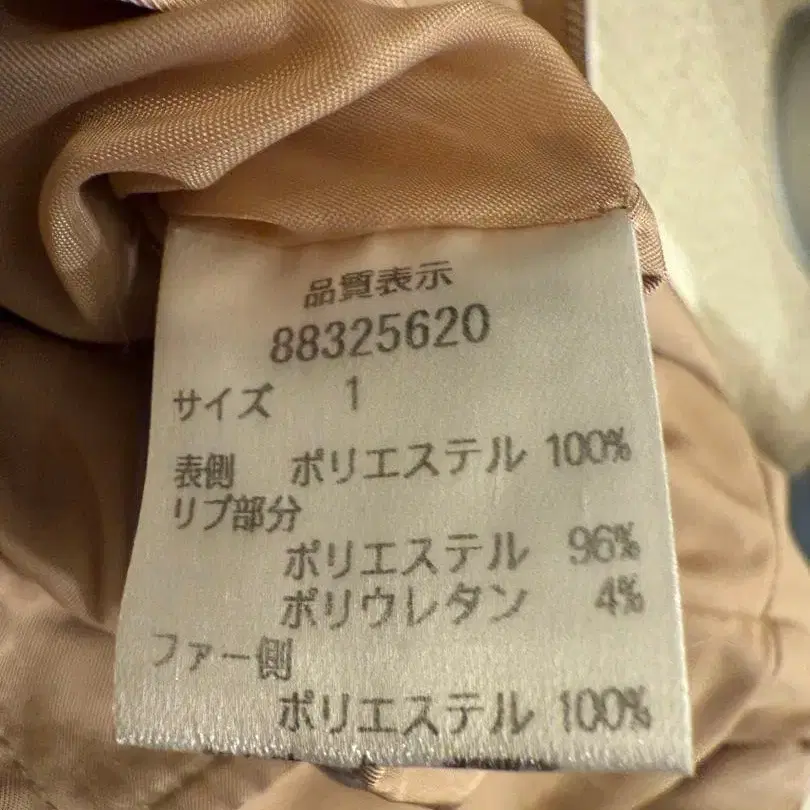 品質表示
88325620
サイズ 1
表側 ポリエステル 100%
リブ部分
ポリエステル 96%
ポリウレタン 4%
ファー側
ポリエステル 100%